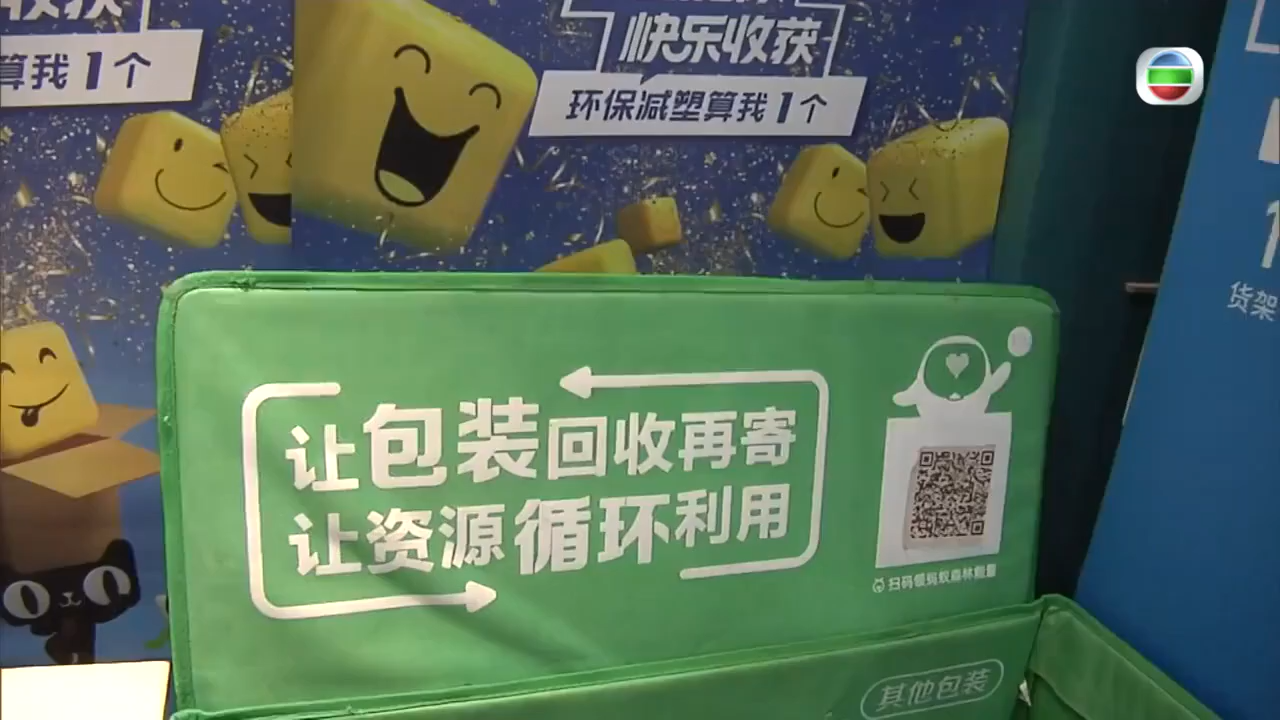 收获
算我1个
快乐收获
环保减塑算我1个
货架
让包装回收再寄
让资源循环利用
扫码领蚂蚁森林能量
其他包装